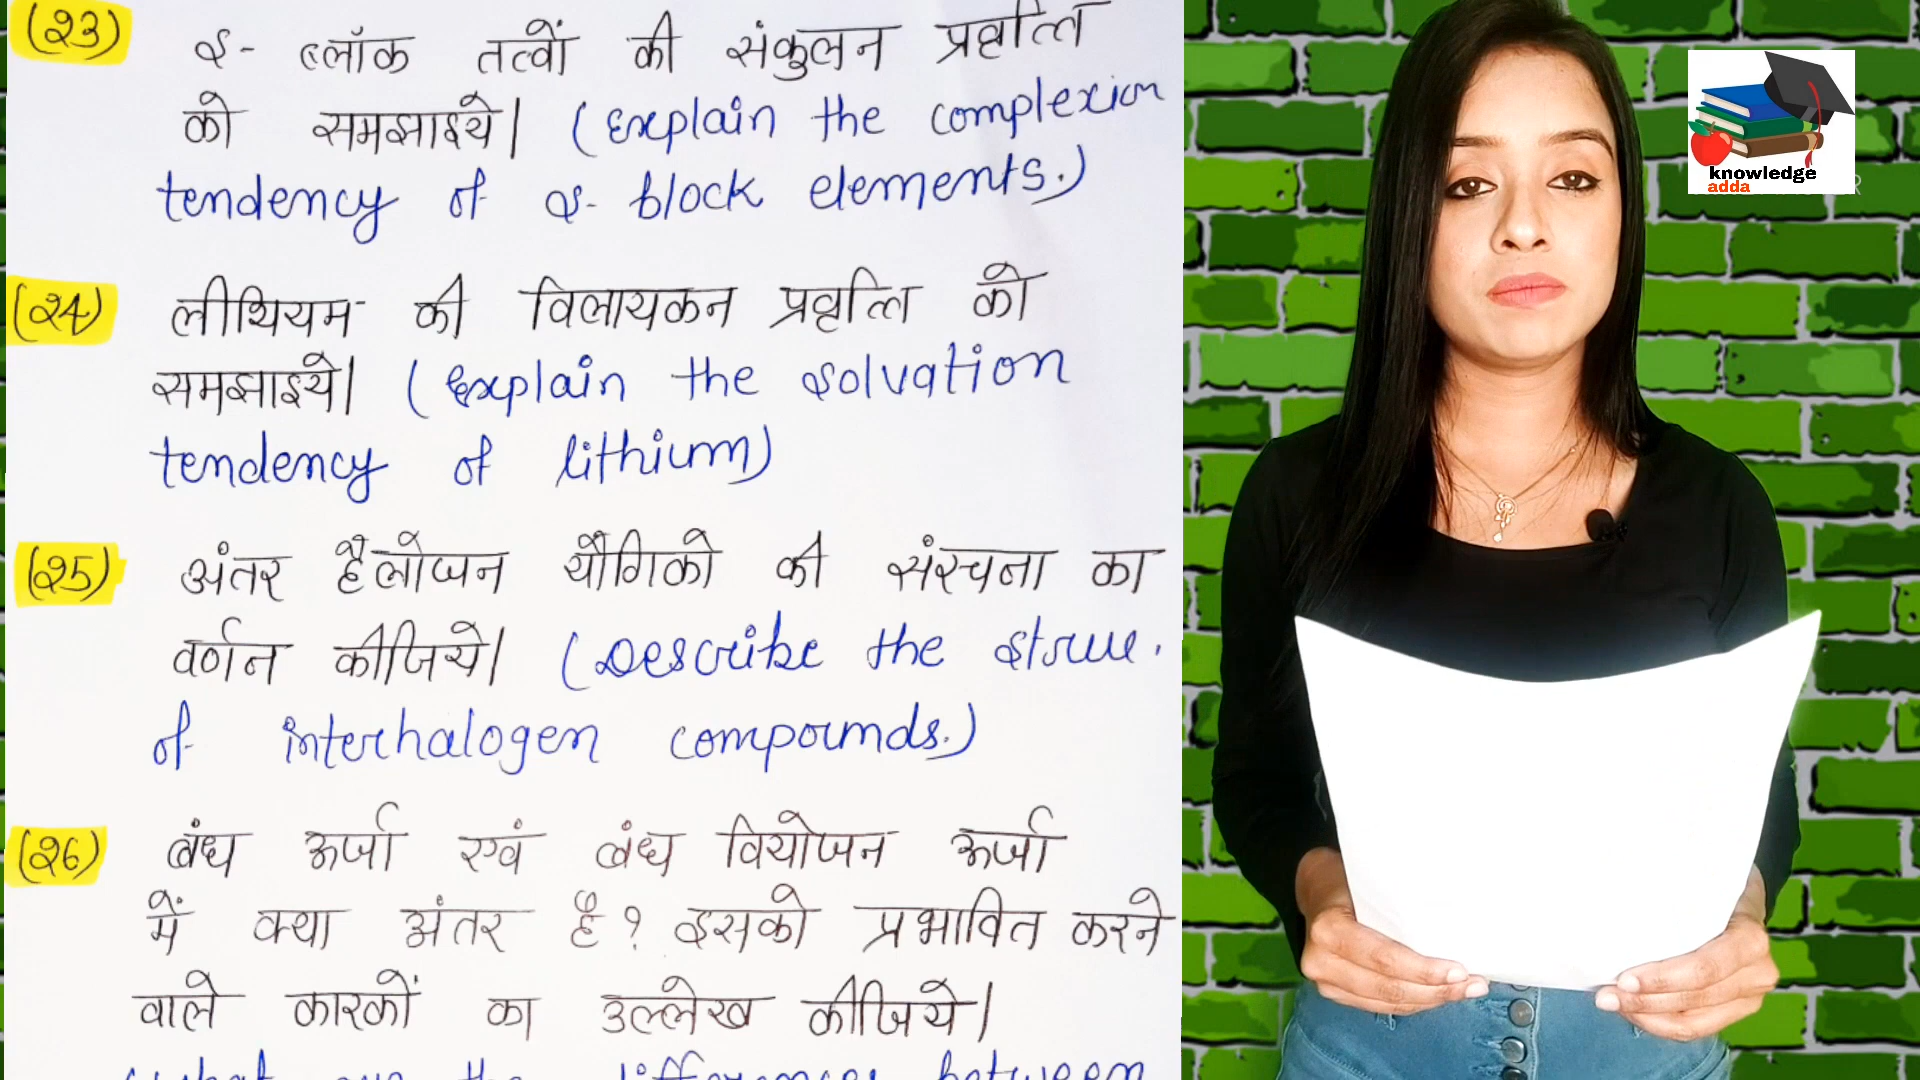 (23) s- ब्लॉक तत्वों की संकुलन प्रवृत्ति
को समझाइये। (Explain the complexion
tendency of s- block elements.)
(24) लीथियम की विलायकन प्रवृत्ति को
समझाइये। (Explain the solvation
tendency of lithium)
(25) अंतर हैलोजन यौगिको की संरचना का
वर्णन कीजिये। (Describe the struc.
of interhalogen compounds.)
(26) बंध ऊर्जा एवं बंध वियोजन ऊर्जा
में क्या अंतर है? इसको प्रभावित करने
वाले कारकों का उल्लेख कीजिये।
knowledge
adda